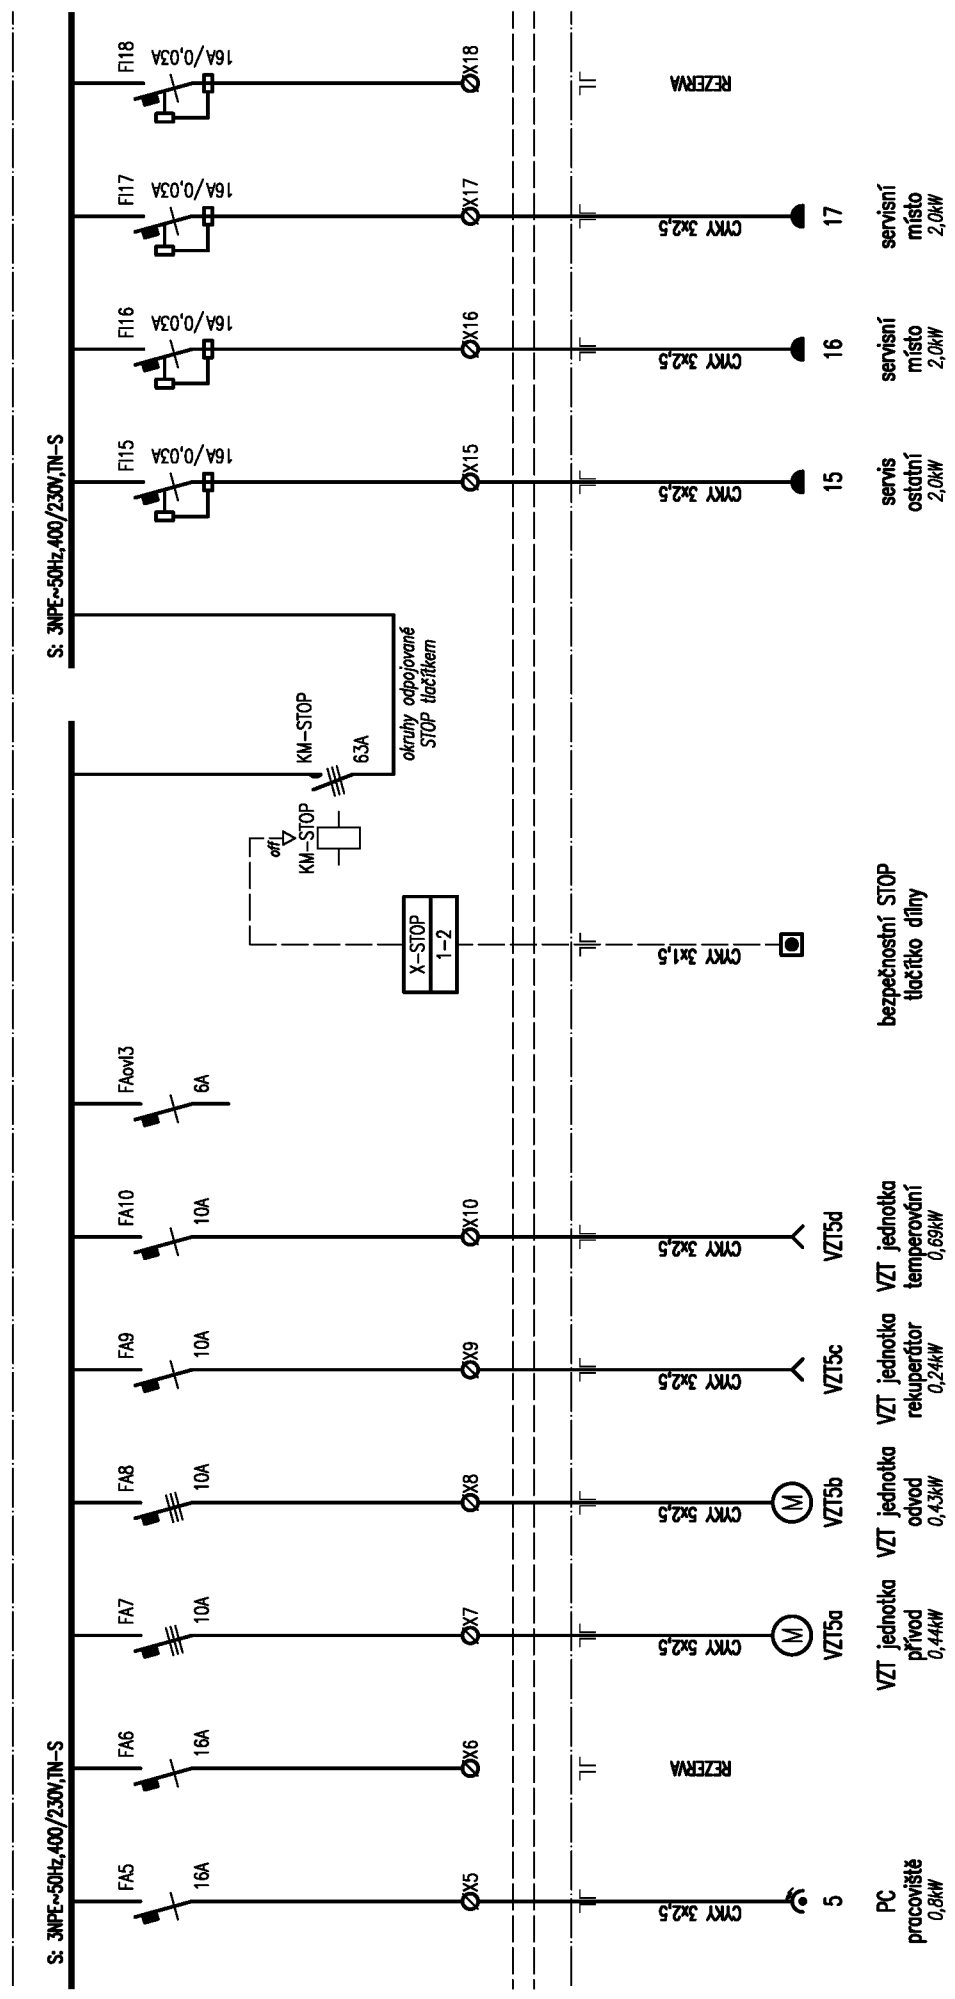 S: 3NPE~50Hz,400/230V,TN-S
FA5
16A
X5
CYKY 3x2,5
5
PC
pracoviště
0,8kW
FA6
16A
X6
REZERVA
FA7
10A
X7
CYKY 5x2,5
M
VZT5a
VZT jednotka
přívod
0,44kW
FA8
10A
X8
CYKY 5x2,5
M
VZT5b
VZT jednotka
odvod
0,43kW
FA9
10A
X9
CYKY 3x2,5
VZT5c
VZT jednotka
rekuperátor
0,24kW
FA10
10A
X10
CYKY 3x2,5
VZT5d
VZT jednotka
temperování
0,69kW
FAovl3
6A
X-STOP
1-2
CYKY 3x1,5
bezpečnostní STOP
tlačítko dílny
off
KM-STOP
KM-STOP
63A
okruhy odpojované
STOP tlačítkem
S: 3NPE~50Hz,400/230V,TN-S
FI15
16A/0,03A
X15
CYKY 3x2,5
15
servis
ostatní
2,0kW
FI16
16A/0,03A
X16
CYKY 3x2,5
16
servisní
místo
2,0kW
FI17
16A/0,03A
X17
CYKY 3x2,5
17
servisní
místo
2,0kW
FI18
16A/0,03A
X18
REZERVA